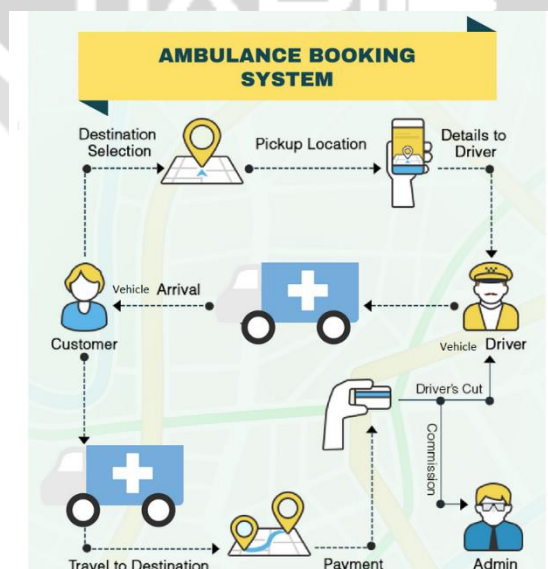 AMBULANCE BOOKING
SYSTEM
Destination
Selection
Pickup Location
Details to
Driver
Vehicle Arrival
Customer
Vehicle Driver
Driver's Cut
Commission
Travel to Destination
Payment
Admin